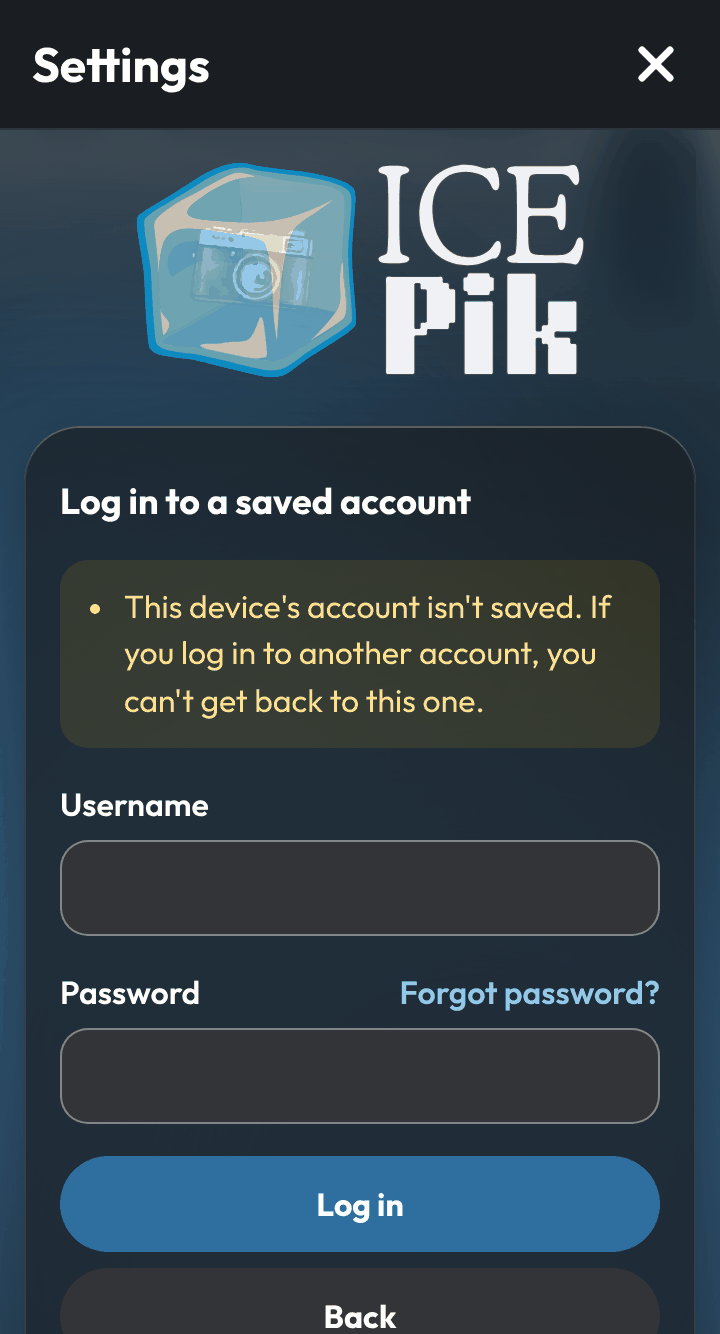 Settings
ICE
Pik
Log in to a saved account
• This device's account isn't saved. If
you log in to another account, you
can't get back to this one.
Username
Password Forgot password?
Log in
Back